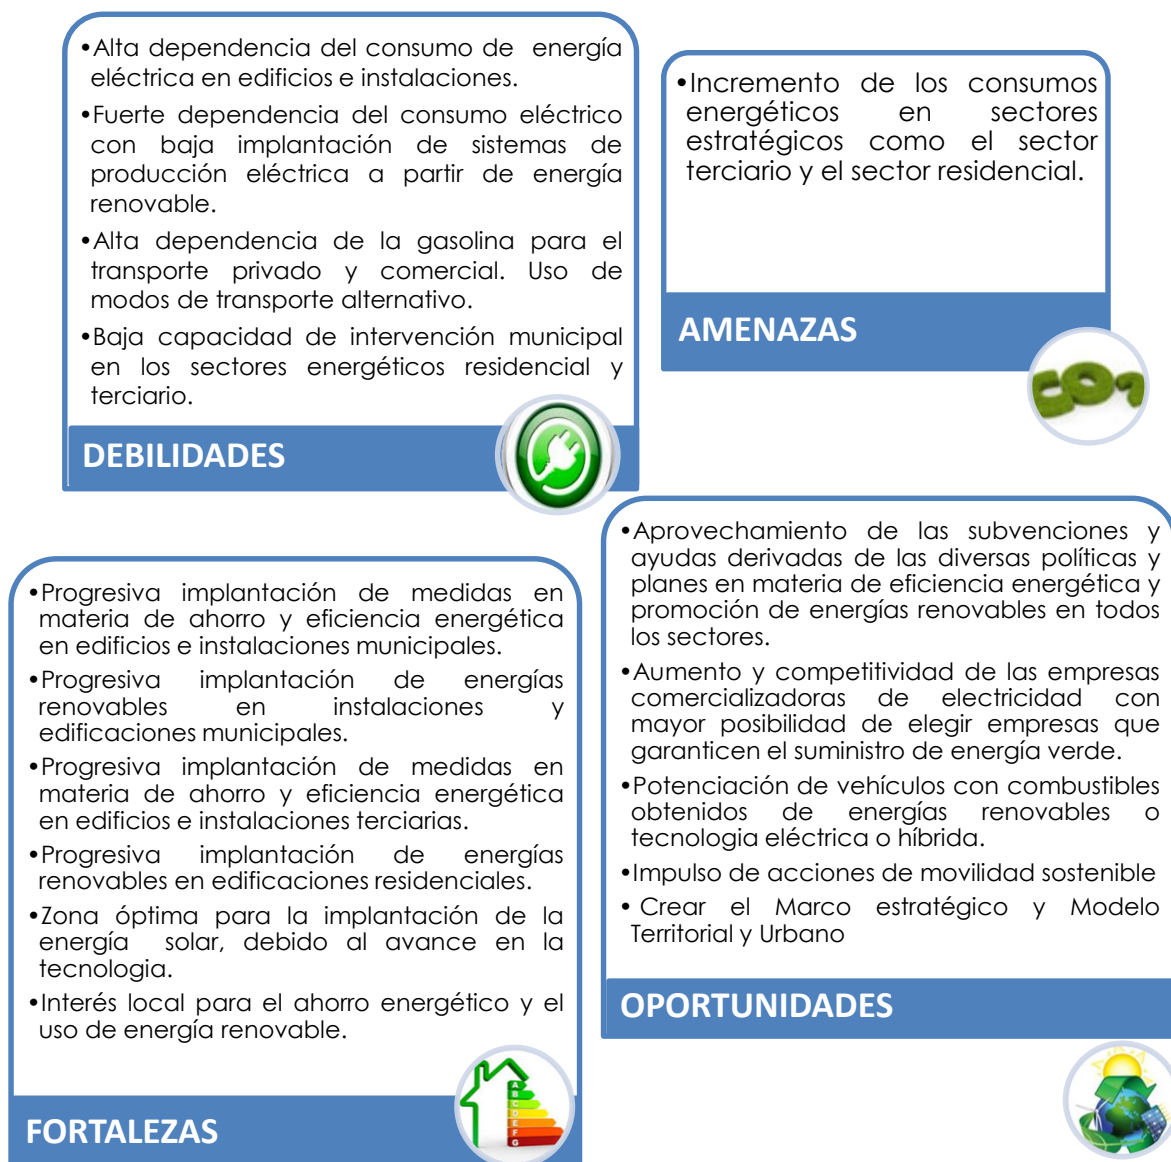 •Alta dependencia del consumo de energía
eléctrica en edificios e instalaciones.
•Fuerte dependencia del consumo eléctrico
con baja implantación de sistemas de
producción eléctrica a partir de energía
renovable.
•Alta dependencia de la gasolina para el
transporte privado y comercial. Uso de
modos de transporte alternativo.
•Baja capacidad de intervención municipal
en los sectores energéticos residencial y
terciario.
DEBILIDADES
•Incremento de los consumos
energéticos en sectores
estratégicos como el sector
terciario y el sector residencial.
AMENAZAS
•Progresiva implantación de medidas en
materia de ahorro y eficiencia energética
en edificios e instalaciones municipales.
•Progresiva implantación de energías
renovables en instalaciones y
edificaciones municipales.
•Progresiva implantación de medidas en
materia de ahorro y eficiencia energética
en edificios e instalaciones terciarias.
•Progresiva implantación de energías
renovables en edificaciones residenciales.
•Zona óptima para la implantación de la
energía solar, debido al avance en la
tecnologia.
•Interés local para el ahorro energético y el
uso de energía renovable.
A
B
C
D
E
F
G
FORTALEZAS
•Aprovechamiento de las subvenciones y
ayudas derivadas de las diversas políticas y
planes en materia de eficiencia energética y
promoción de energías renovables en todos
los sectores.
•Aumento y competitividad de las empresas
comercializadoras de electricidad con
mayor posibilidad de elegir empresas que
garanticen el suministro de energía verde.
•Potenciación de vehículos con combustibles
obtenidos de energías renovables o
tecnologia eléctrica o híbrida.
•Impulso de acciones de movilidad sostenible
• Crear el Marco estratégico y Modelo
Territorial y Urbano
OPORTUNIDADES